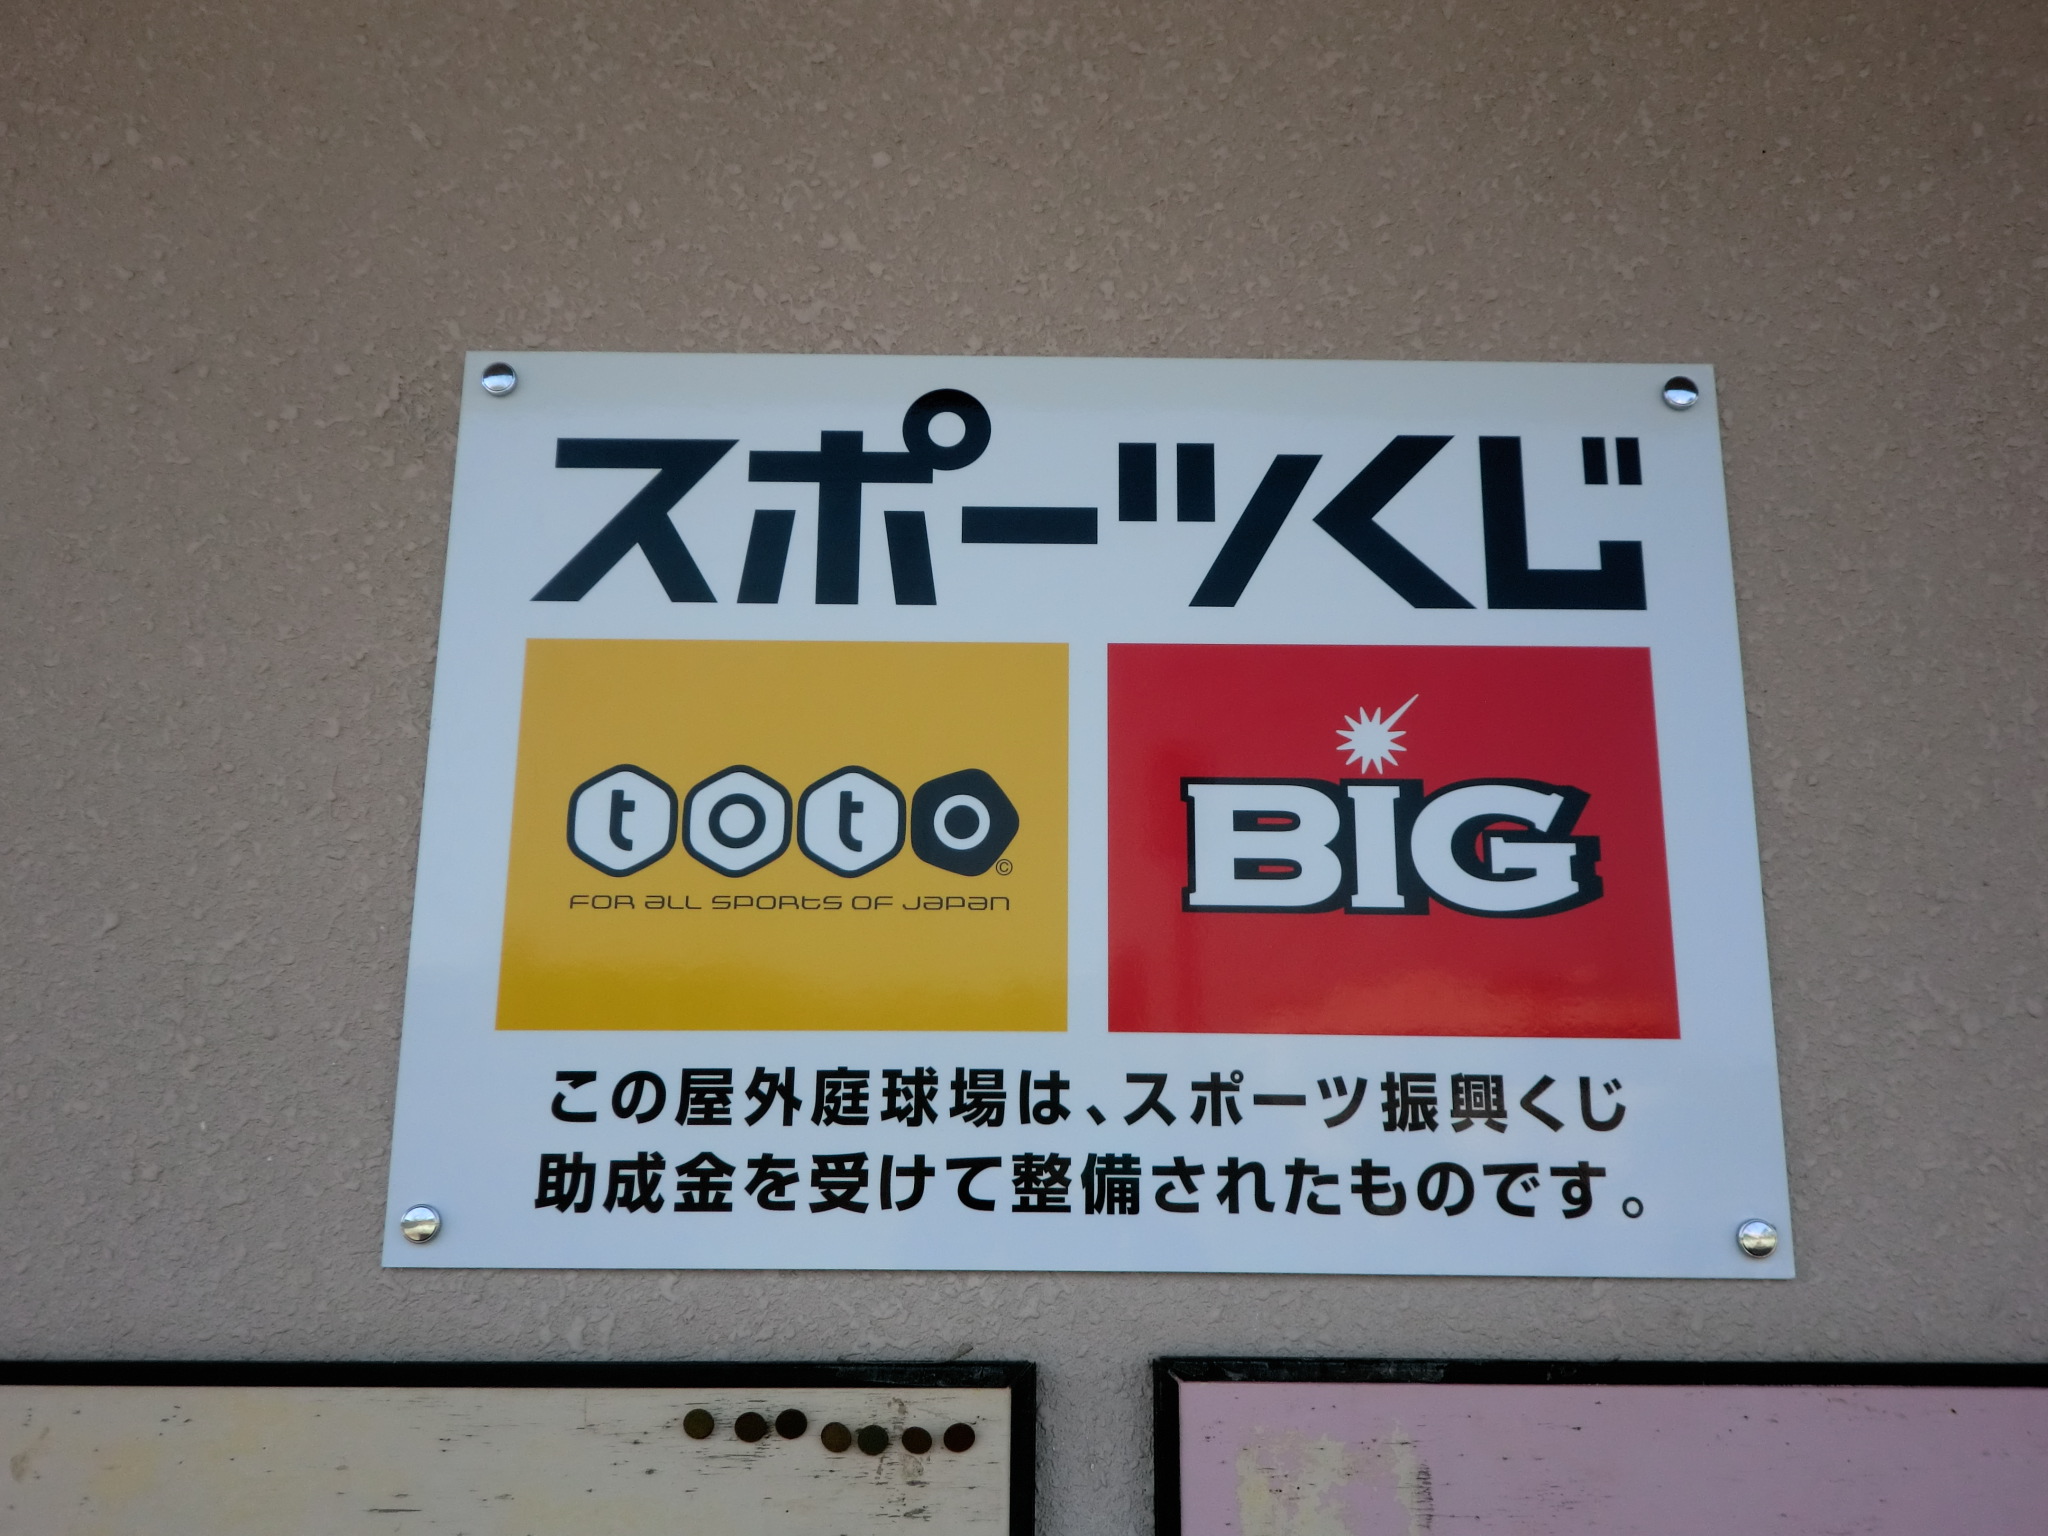 スポーツくじ
toto
©
FOR ALL SPORTS OF JAPAN
BIG
この屋外庭球場は、スポーツ振興くじ
助成金を受けて整備されたものです。